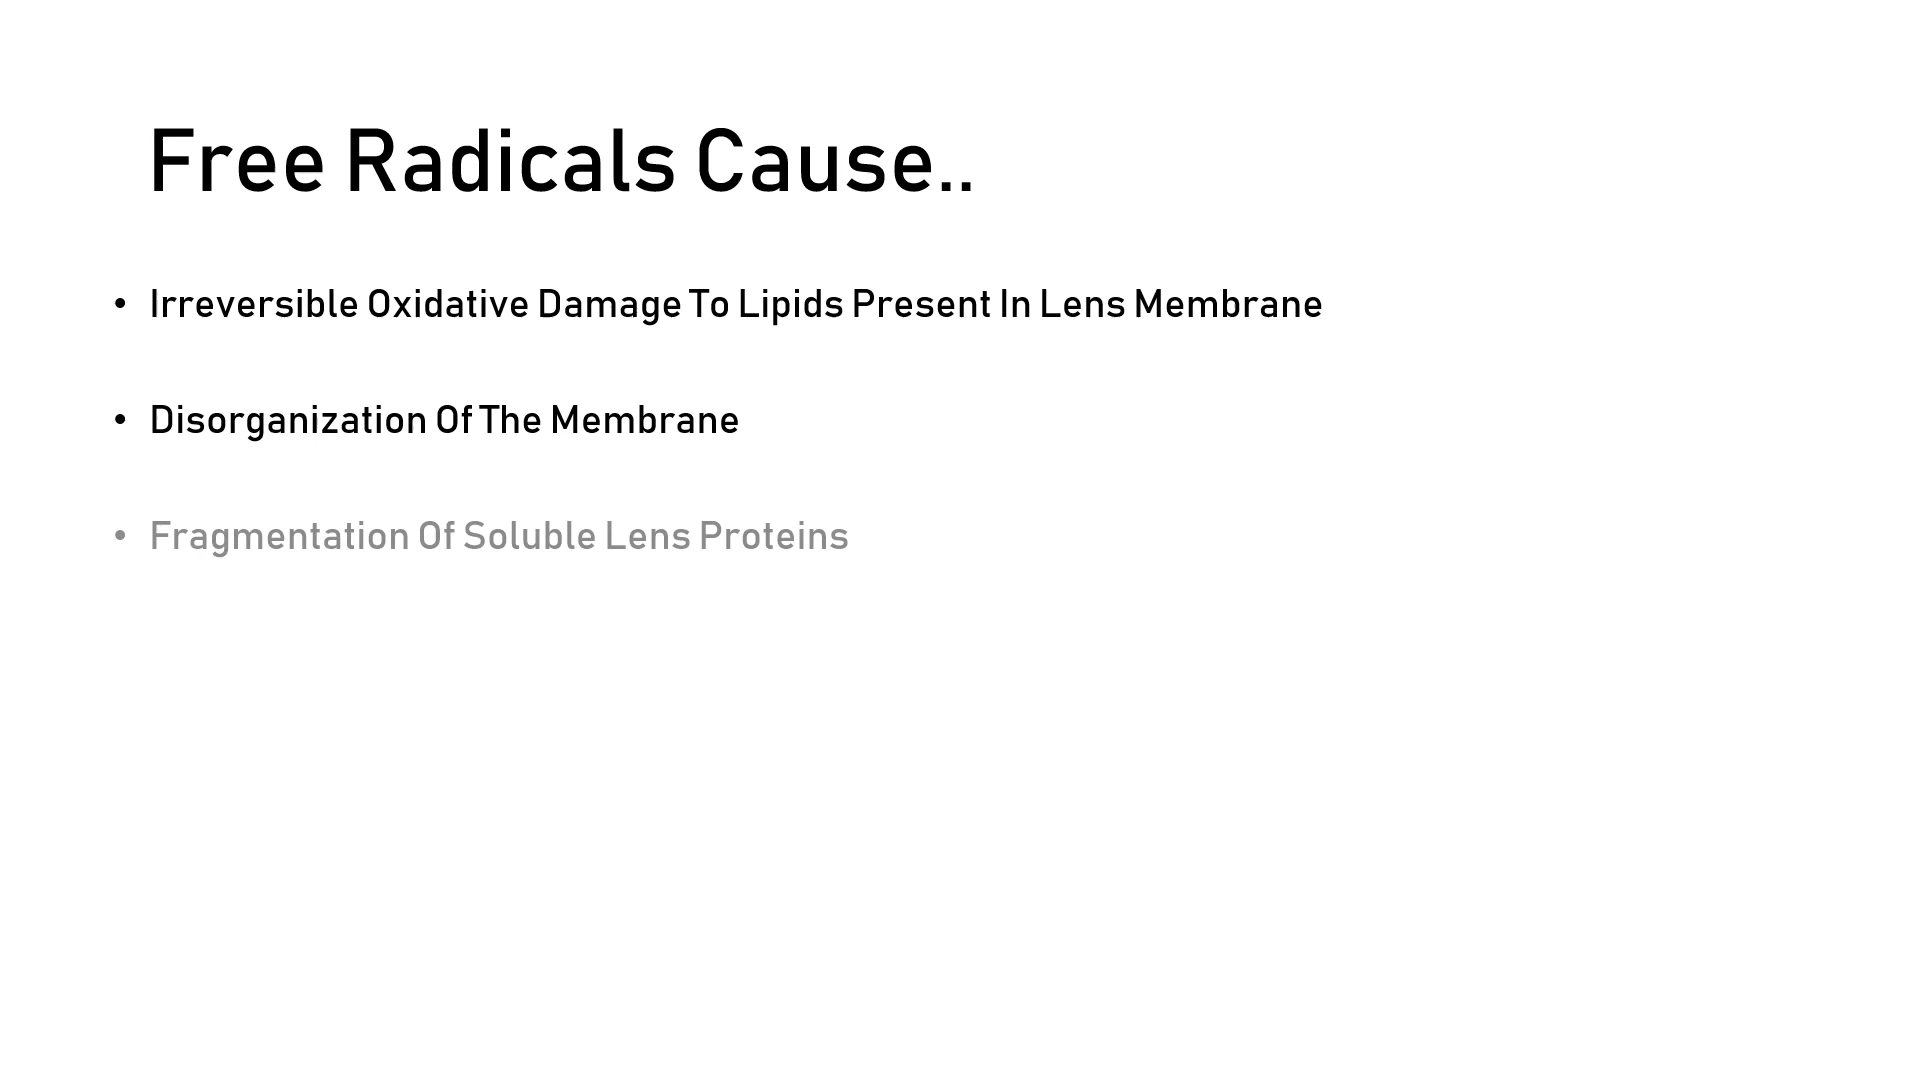 Free Radicals Cause..
• Irreversible Oxidative Damage To Lipids Present In Lens Membrane
• Disorganization Of The Membrane
• Fragmentation Of Soluble Lens Proteins